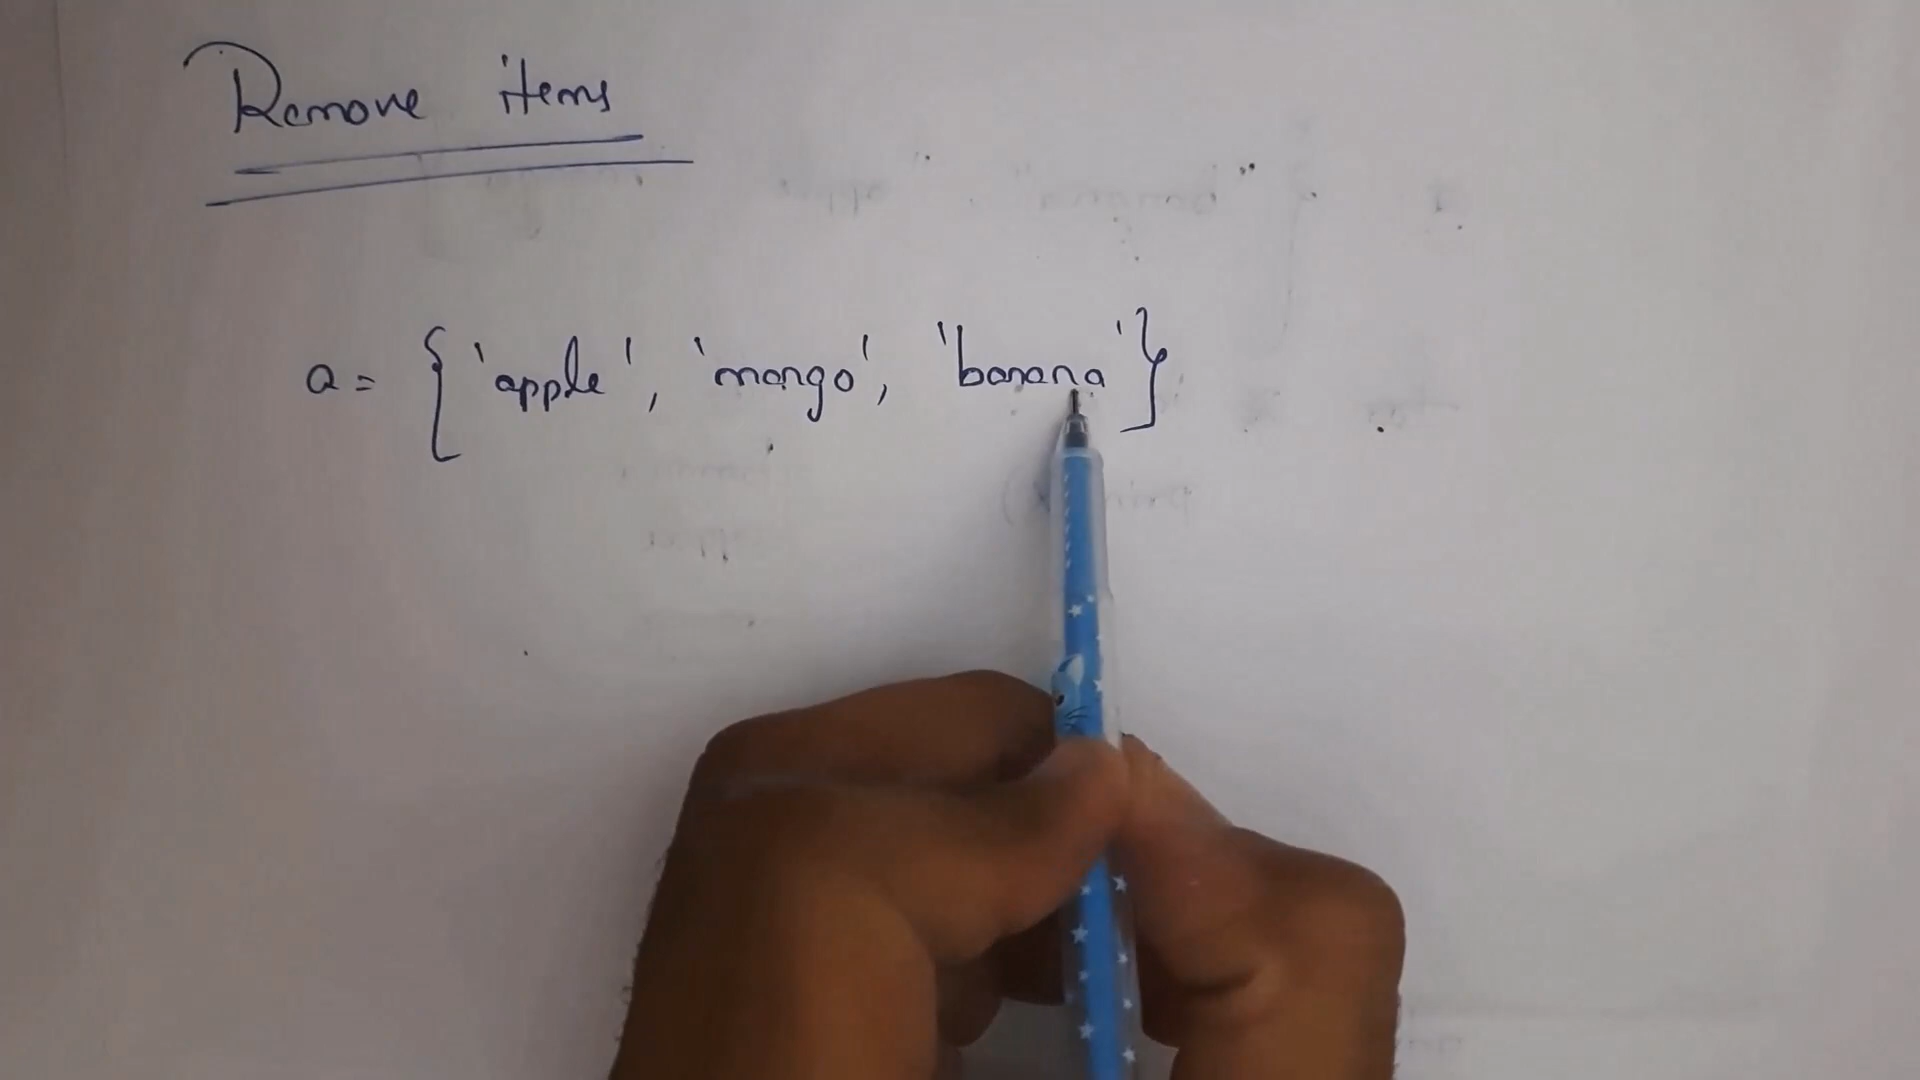 Remove items
a = { 'apple', 'mango', 'banana' }